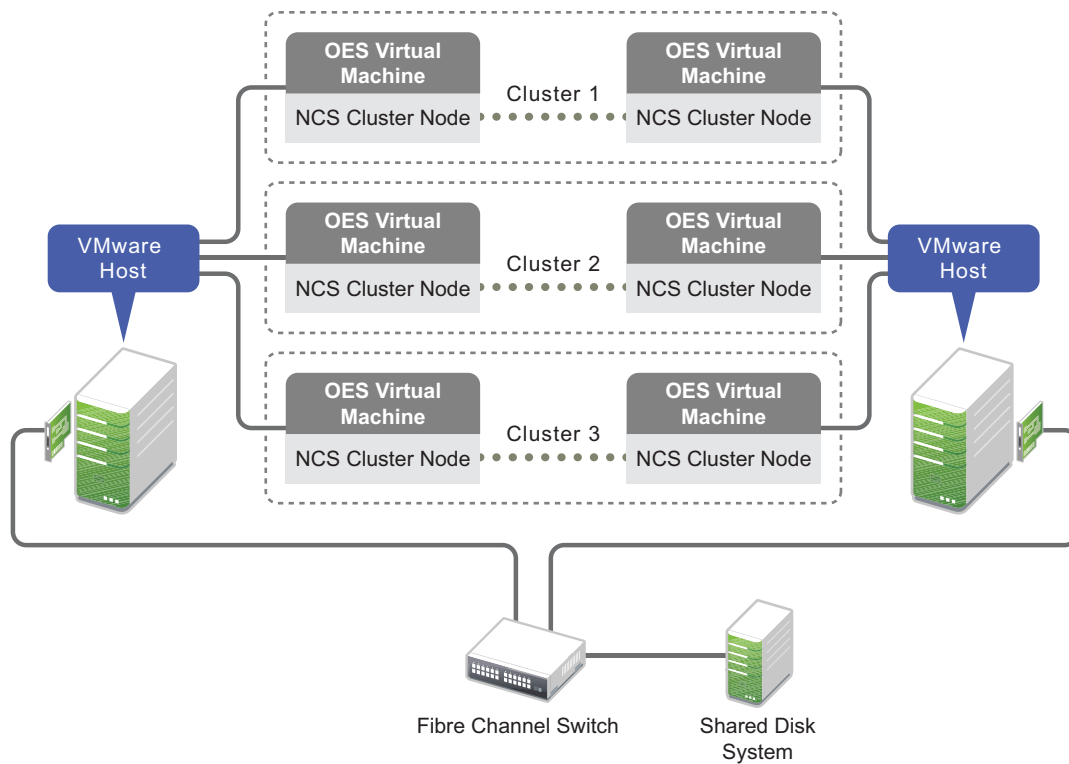 OES Virtual
Machine
NCS Cluster Node
Cluster 1
OES Virtual
Machine
NCS Cluster Node
VMware
Host
OES Virtual
Machine
NCS Cluster Node
Cluster 2
OES Virtual
Machine
NCS Cluster Node
VMware
Host
OES Virtual
Machine
NCS Cluster Node
Cluster 3
OES Virtual
Machine
NCS Cluster Node
Fibre Channel Switch
Shared Disk
System